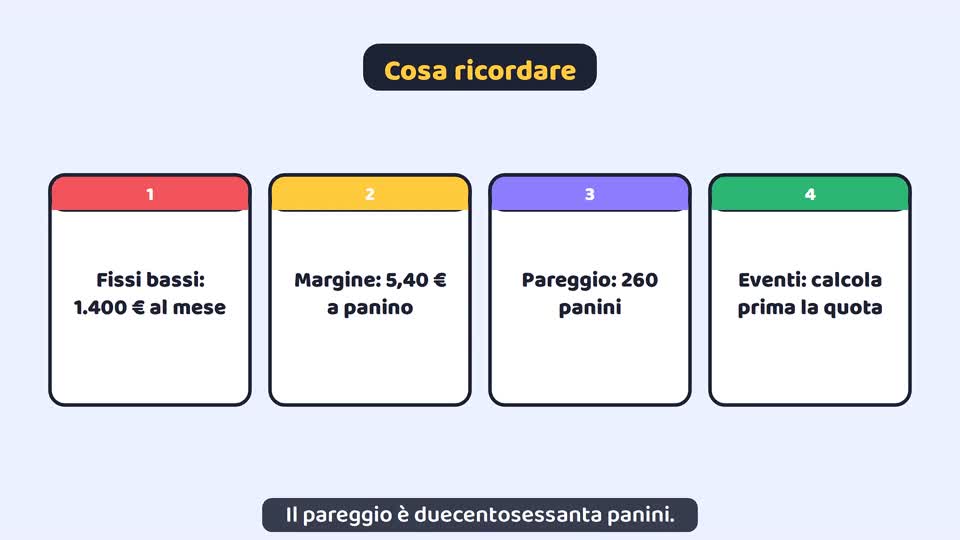 Cosa ricordare
1
Fissi bassi:
1.400 € al mese
2
Margine: 5,40 €
a panino
3
Pareggio: 260
panini
4
Eventi: calcola
prima la quota
Il pareggio è duecentosessanta panini.